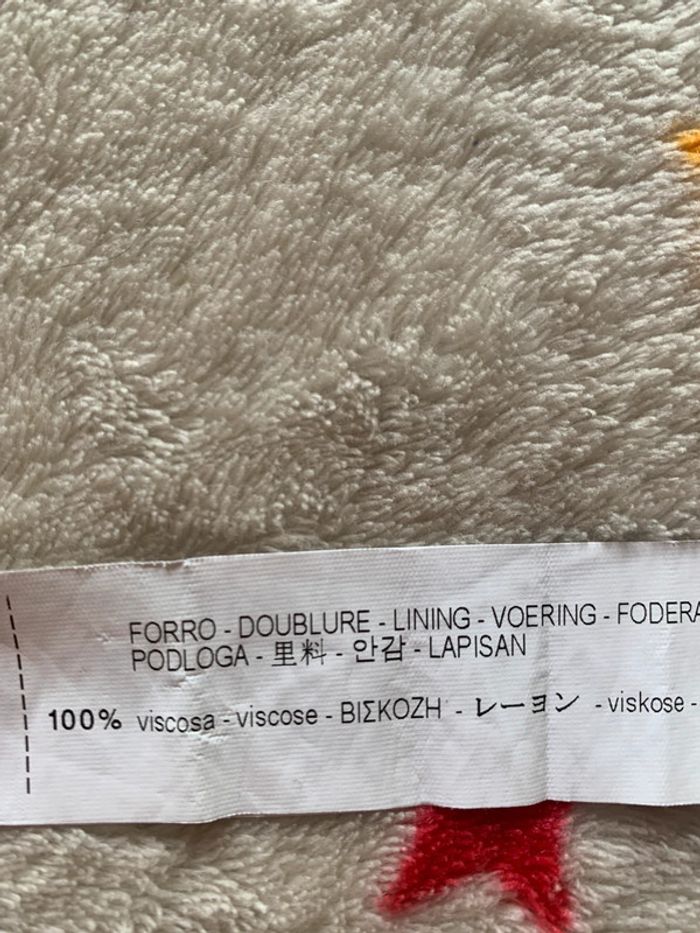 FORRO - DOUBLURE - LINING - VOERING - FODERA
PODLOGA - 里料 - 안감 - LAPISAN
100% viscosa - viscose - ΒΙΣΚΟΖΗ - レーヨン - viskose -